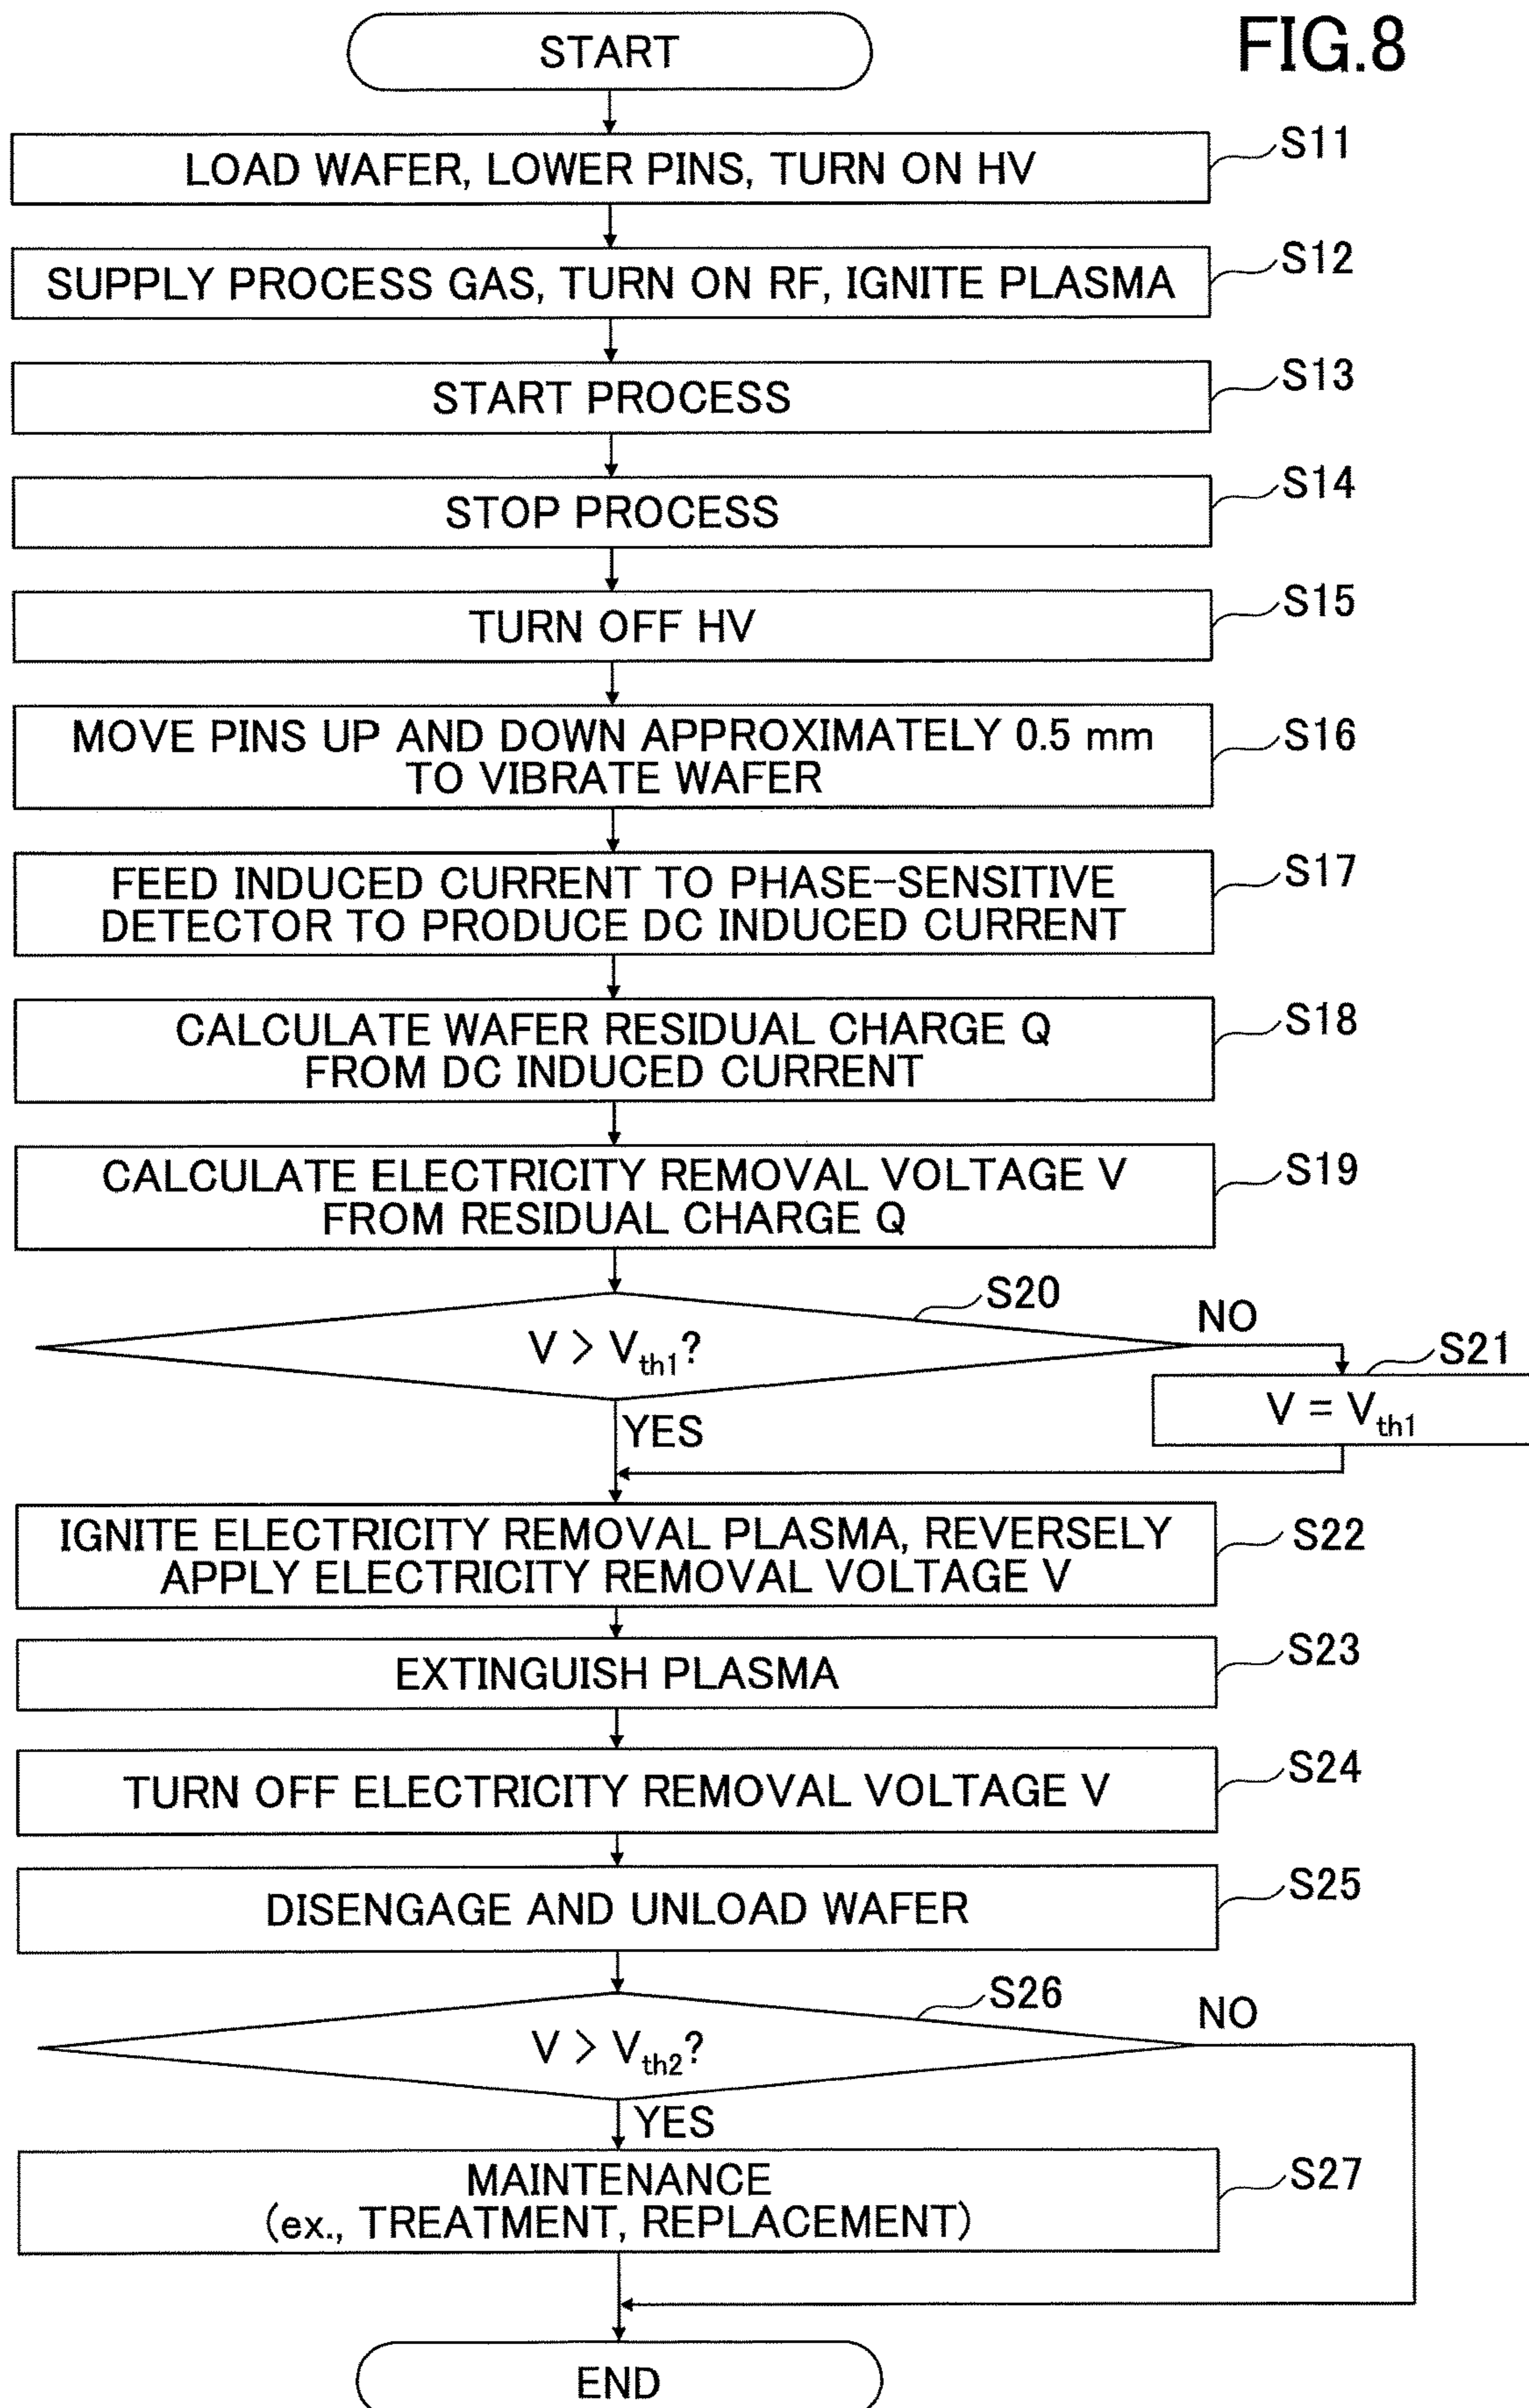 FIG.8
START
LOAD WAFER, LOWER PINS, TURN ON HV
S11
SUPPLY PROCESS GAS, TURN ON RF, IGNITE PLASMA
S12
START PROCESS
S13
STOP PROCESS
S14
TURN OFF HV
S15
MOVE PINS UP AND DOWN APPROXIMATELY 0.5 mm
TO VIBRATE WAFER
S16
FEED INDUCED CURRENT TO PHASE-SENSITIVE
DETECTOR TO PRODUCE DC INDUCED CURRENT
S17
CALCULATE WAFER RESIDUAL CHARGE Q
FROM DC INDUCED CURRENT
S18
CALCULATE ELECTRICITY REMOVAL VOLTAGE V
FROM RESIDUAL CHARGE Q
S19
V > Vth1?
S20
NO
S21
V = Vth1
YES
IGNITE ELECTRICITY REMOVAL PLASMA, REVERSELY
APPLY ELECTRICITY REMOVAL VOLTAGE V
S22
EXTINGUISH PLASMA
S23
TURN OFF ELECTRICITY REMOVAL VOLTAGE V
S24
DISENGAGE AND UNLOAD WAFER
S25
V > Vth2?
S26
NO
YES
MAINTENANCE
(ex., TREATMENT, REPLACEMENT)
S27
END